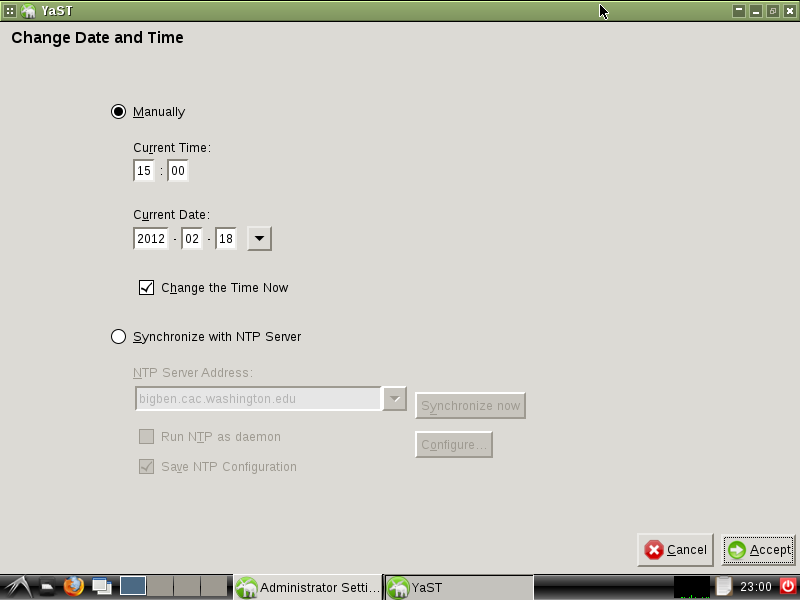 YaST
Change Date and Time
Manually
Current Time:
15 : 00
Current Date:
2012 - 02 - 18
Change the Time Now
Synchronize with NTP Server
NTP Server Address:
bigben.cac.washington.edu
Synchronize now
Run NTP as daemon
Configure...
Save NTP Configuration
Cancel
Accept
Administrator Setti...
YaST
23:00